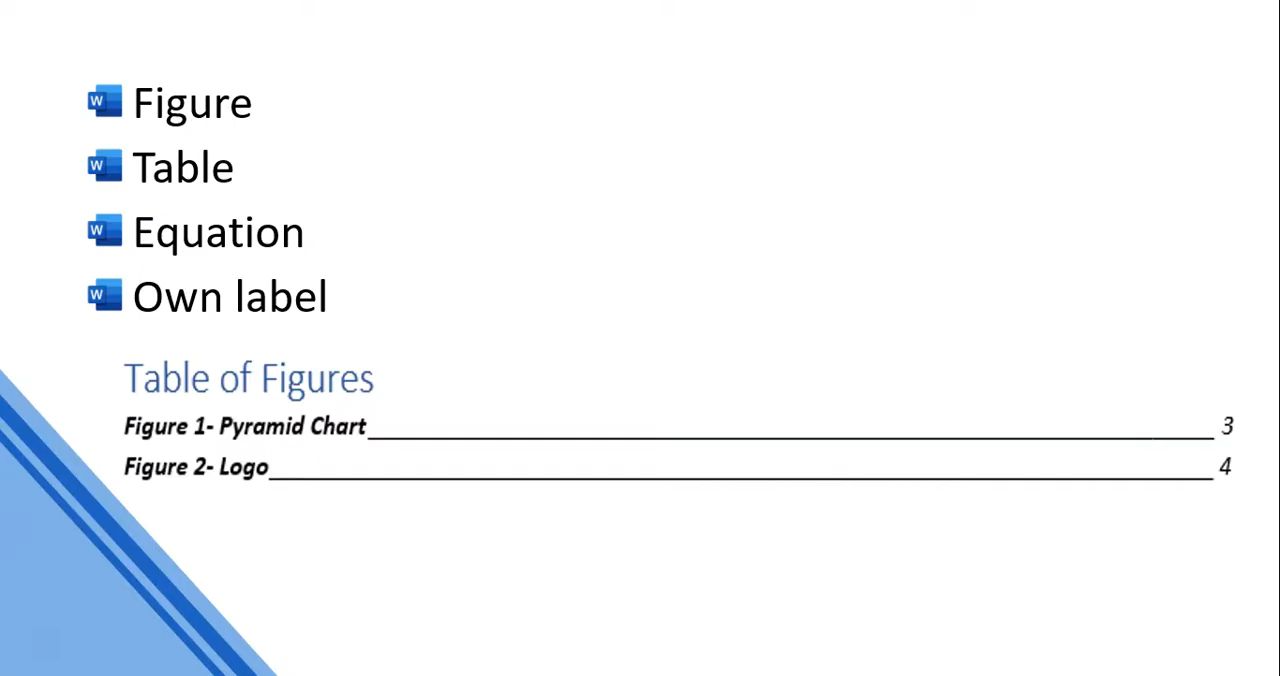 Figure
Table
Equation
Own label
Table of Figures
Figure 1- Pyramid Chart 3
Figure 2- Logo 4